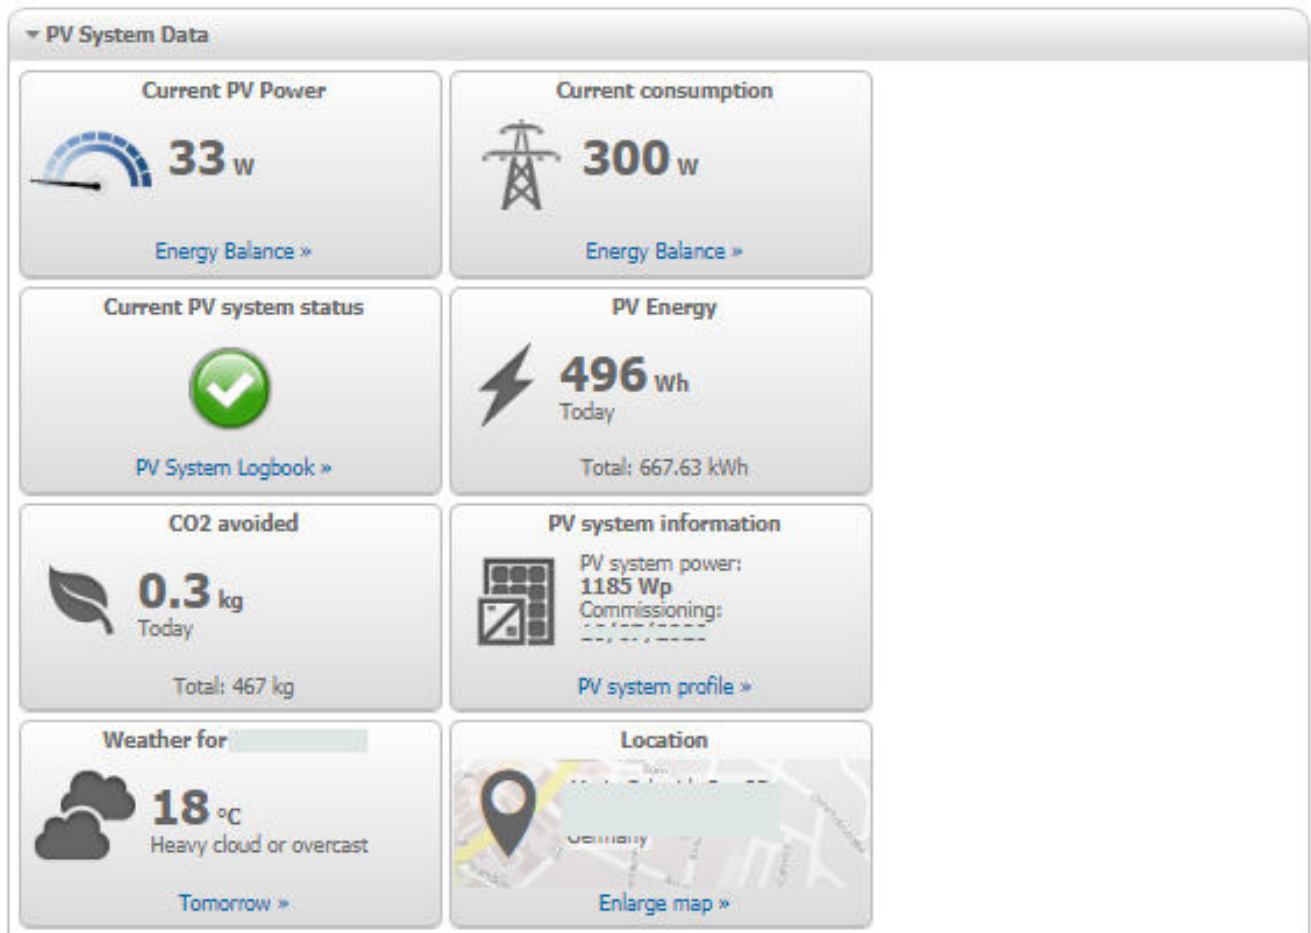 PV System Data
Current PV Power
33 W
Energy Balance »
Current consumption
300 W
Energy Balance »
Current PV system status
PV System Logbook »
PV Energy
496 Wh
Today
Total: 667.63 kWh
CO2 avoided
0.3 kg
Today
Total: 467 kg
PV system information
PV system power:
1185 Wp
Commissioning:
PV system profile »
Weather for
18 °C
Heavy cloud or overcast
Tomorrow »
Location
Germany
Enlarge map »